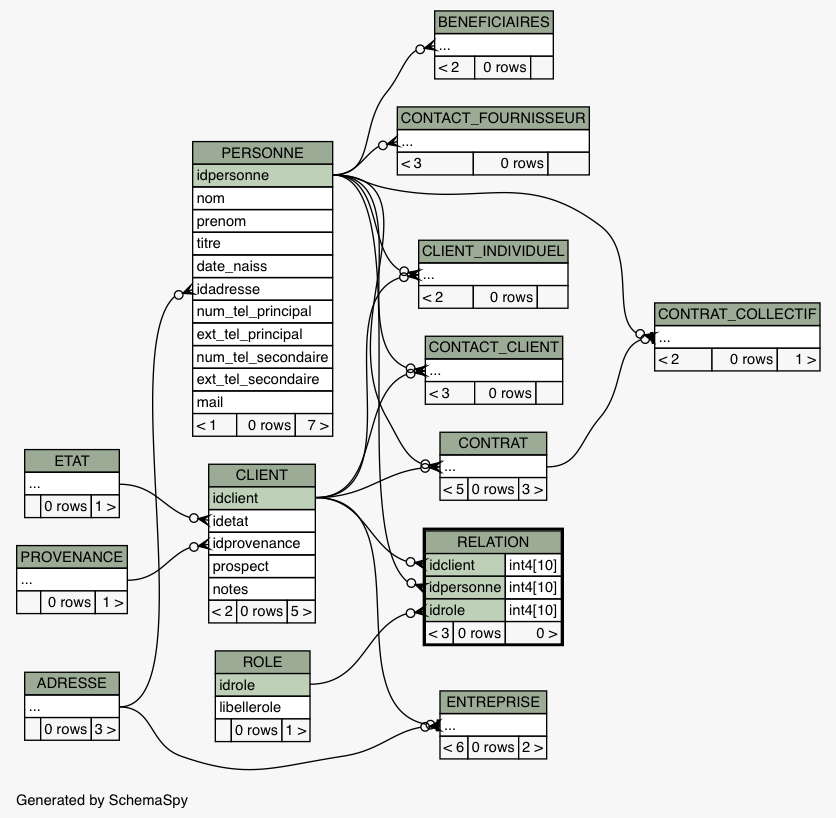 BENEFICIAIRES
...
< 2 0 rows
CONTACT_FOURNISSEUR
...
< 3 0 rows
PERSONNE
idpersonne
nom
prenom
titre
date_naiss
idadresse
num_tel_principal
ext_tel_principal
num_tel_secondaire
ext_tel_secondaire
mail
< 1 0 rows 7 >
CLIENT_INDIVIDUEL
...
< 2 0 rows
CONTRAT_COLLECTIF
...
< 2 0 rows 1 >
CONTACT_CLIENT
...
< 3 0 rows
CONTRAT
...
< 5 0 rows 3 >
ETAT
...
0 rows 1 >
CLIENT
idclient
idetat
idprovenance
prospect
notes
< 2 0 rows 5 >
PROVENANCE
...
0 rows 1 >
RELATION
idclient int4[10]
idpersonne int4[10]
idrole int4[10]
< 3 0 rows 0 >
ROLE
idrole
libellerole
0 rows 1 >
ADRESSE
...
0 rows 3 >
ENTREPRISE
...
< 6 0 rows 2 >
Generated by SchemaSpy